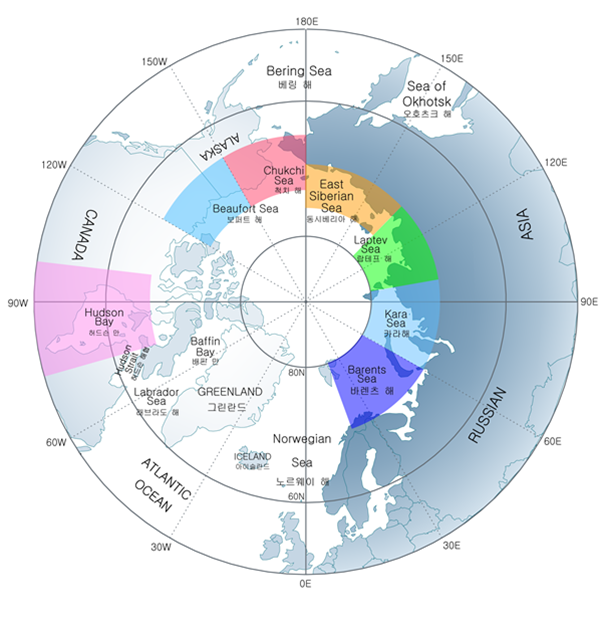 180E
150W
150E
Bering Sea
베링 해
Sea of
Okhotsk
오호츠크 해
ALASKA
120W
120E
Chukchi
Sea
척치 해
East
Siberian
Sea
동시베리아 해
Beaufort Sea
보퍼트 해
CANADA
ASIA
Laptev
Sea
랍테프 해
90W
90E
Hudson
Bay
허드슨 만
Kara
Sea
카라해
Hudson
Strait
허드슨 해협
Baffin
Bay
배핀 만
80N
Barents
Sea
바렌츠 해
Labrador
Sea
래브라도 해
GREENLAND
그린란드
RUSSIAN
60W
60E
Norwegian
Sea
노르웨이 해
ICELAND
아이슬란드
ATLANTIC
OCEAN
60N
30W
30E
0E